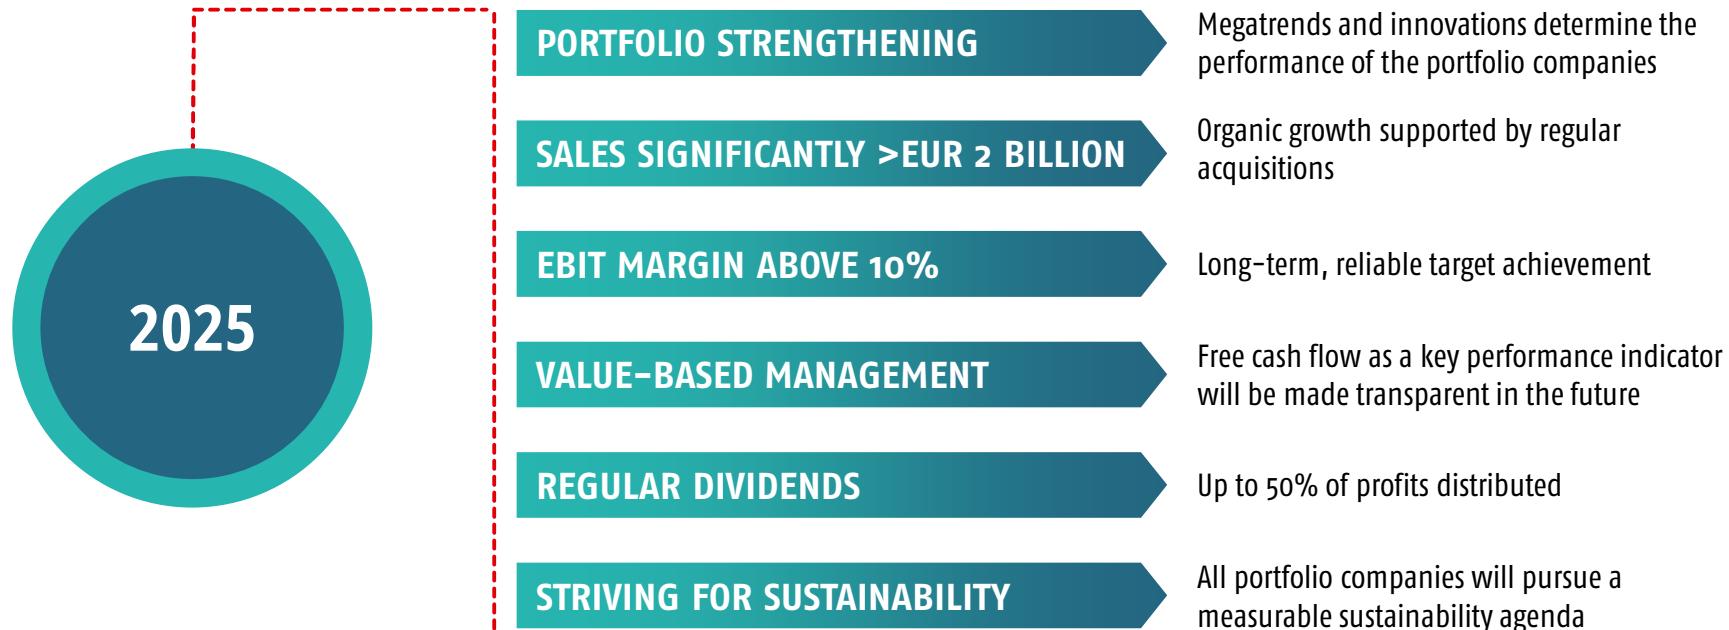 2025
PORTFOLIO STRENGTHENING
Megatrends and innovations determine the
performance of the portfolio companies
SALES SIGNIFICANTLY >EUR 2 BILLION
Organic growth supported by regular
acquisitions
EBIT MARGIN ABOVE 10%
Long-term, reliable target achievement
VALUE-BASED MANAGEMENT
Free cash flow as a key performance indicator
will be made transparent in the future
REGULAR DIVIDENDS
Up to 50% of profits distributed
STRIVING FOR SUSTAINABILITY
All portfolio companies will pursue a
measurable sustainability agenda